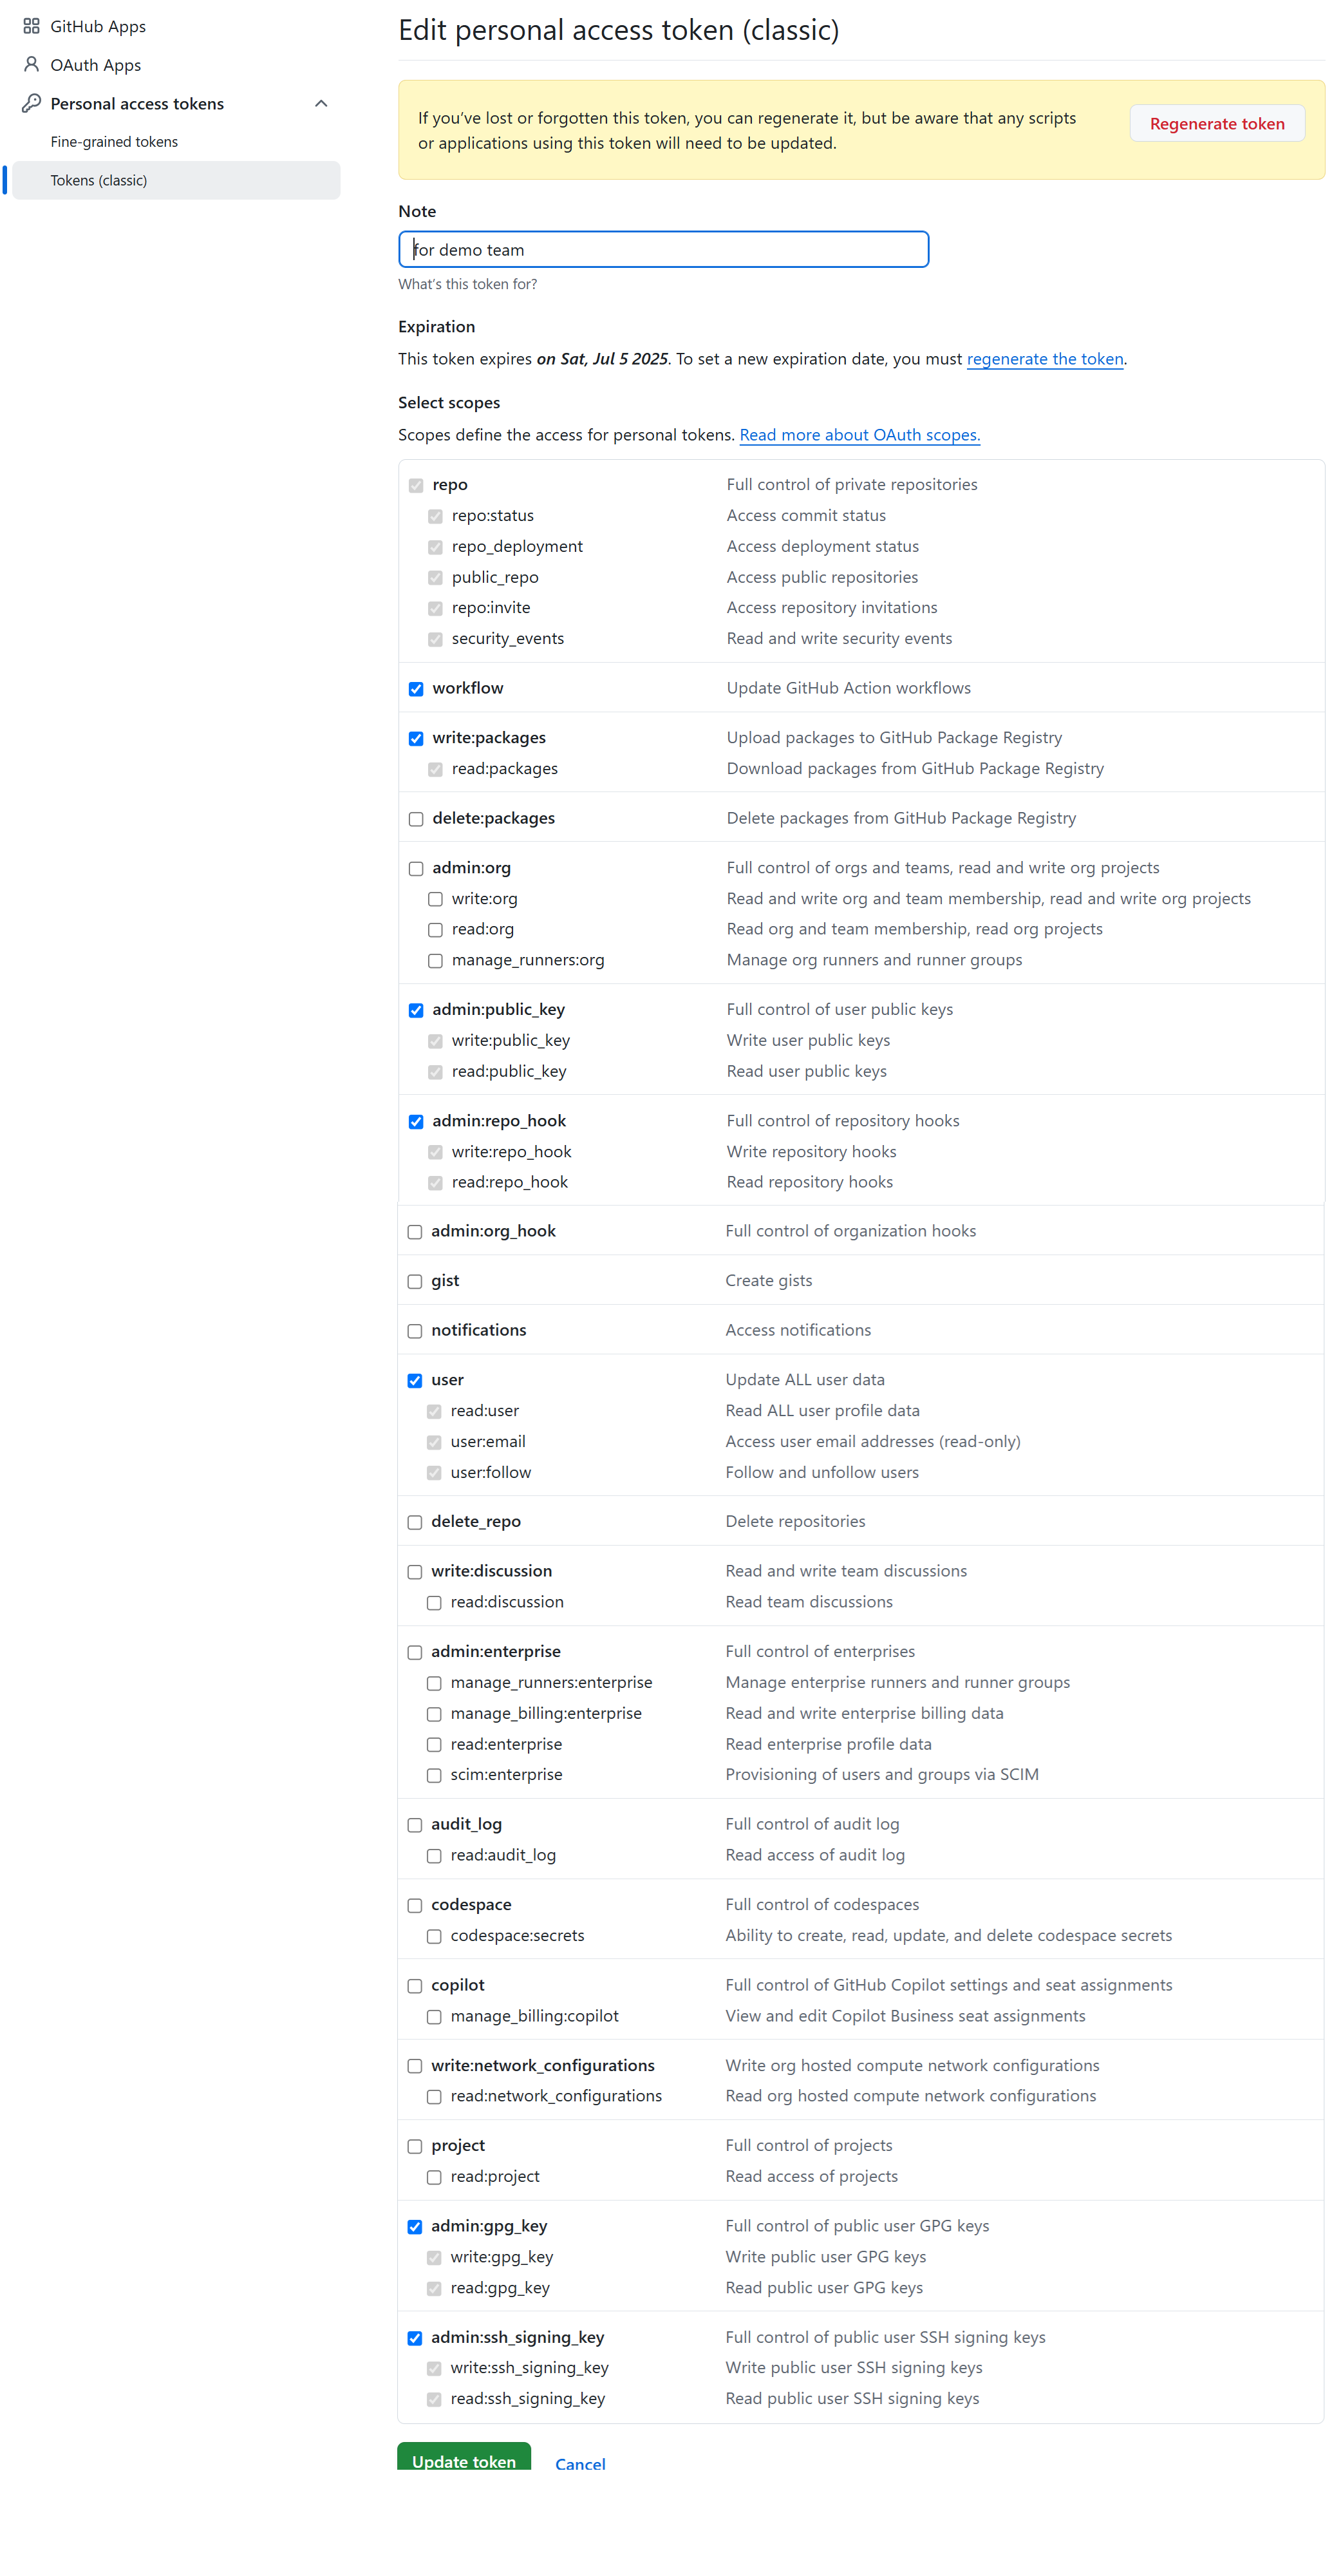 GitHub Apps
OAuth Apps
Personal access tokens
Fine-grained tokens
Tokens (classic)
Edit personal access token (classic)
If you’ve lost or forgotten this token, you can regenerate it, but be aware that any scripts
or applications using this token will need to be updated.
Regenerate token
Note
for demo team
What’s this token for?
Expiration
This token expires on Sat, Jul 5 2025. To set a new expiration date, you must regenerate the token.
Select scopes
Scopes define the access for personal tokens. Read more about OAuth scopes.
repo Full control of private repositories
repo:status Access commit status
repo_deployment Access deployment status
public_repo Access public repositories
repo:invite Access repository invitations
security_events Read and write security events
workflow Update GitHub Action workflows
write:packages Upload packages to GitHub Package Registry
read:packages Download packages from GitHub Package Registry
delete:packages Delete packages from GitHub Package Registry
admin:org Full control of orgs and teams, read and write org projects
write:org Read and write org and team membership, read and write org projects
read:org Read org and team membership, read org projects
manage_runners:org Manage org runners and runner groups
admin:public_key Full control of user public keys
write:public_key Write user public keys
read:public_key Read user public keys
admin:repo_hook Full control of repository hooks
write:repo_hook Write repository hooks
read:repo_hook Read repository hooks
admin:org_hook Full control of organization hooks
gist Create gists
notifications Access notifications
user Update ALL user data
read:user Read ALL user profile data
user:email Access user email addresses (read-only)
user:follow Follow and unfollow users
delete_repo Delete repositories
write:discussion Read and write team discussions
read:discussion Read team discussions
admin:enterprise Full control of enterprises
manage_runners:enterprise Manage enterprise runners and runner groups
manage_billing:enterprise Read and write enterprise billing data
read:enterprise Read enterprise profile data
scim:enterprise Provisioning of users and groups via SCIM
audit_log Full control of audit log
read:audit_log Read access of audit log
codespace Full control of codespaces
codespace:secrets Ability to create, read, update, and delete codespace secrets
copilot Full control of GitHub Copilot settings and seat assignments
manage_billing:copilot View and edit Copilot Business seat assignments
write:network_configurations Write org hosted compute network configurations
read:network_configurations Read org hosted compute network configurations
project Full control of projects
read:project Read access of projects
admin:gpg_key Full control of public user GPG keys
write:gpg_key Write public user GPG keys
read:gpg_key Read public user GPG keys
admin:ssh_signing_key Full control of public user SSH signing keys
write:ssh_signing_key Write public user SSH signing keys
read:ssh_signing_key Read public user SSH signing keys
Update token Cancel